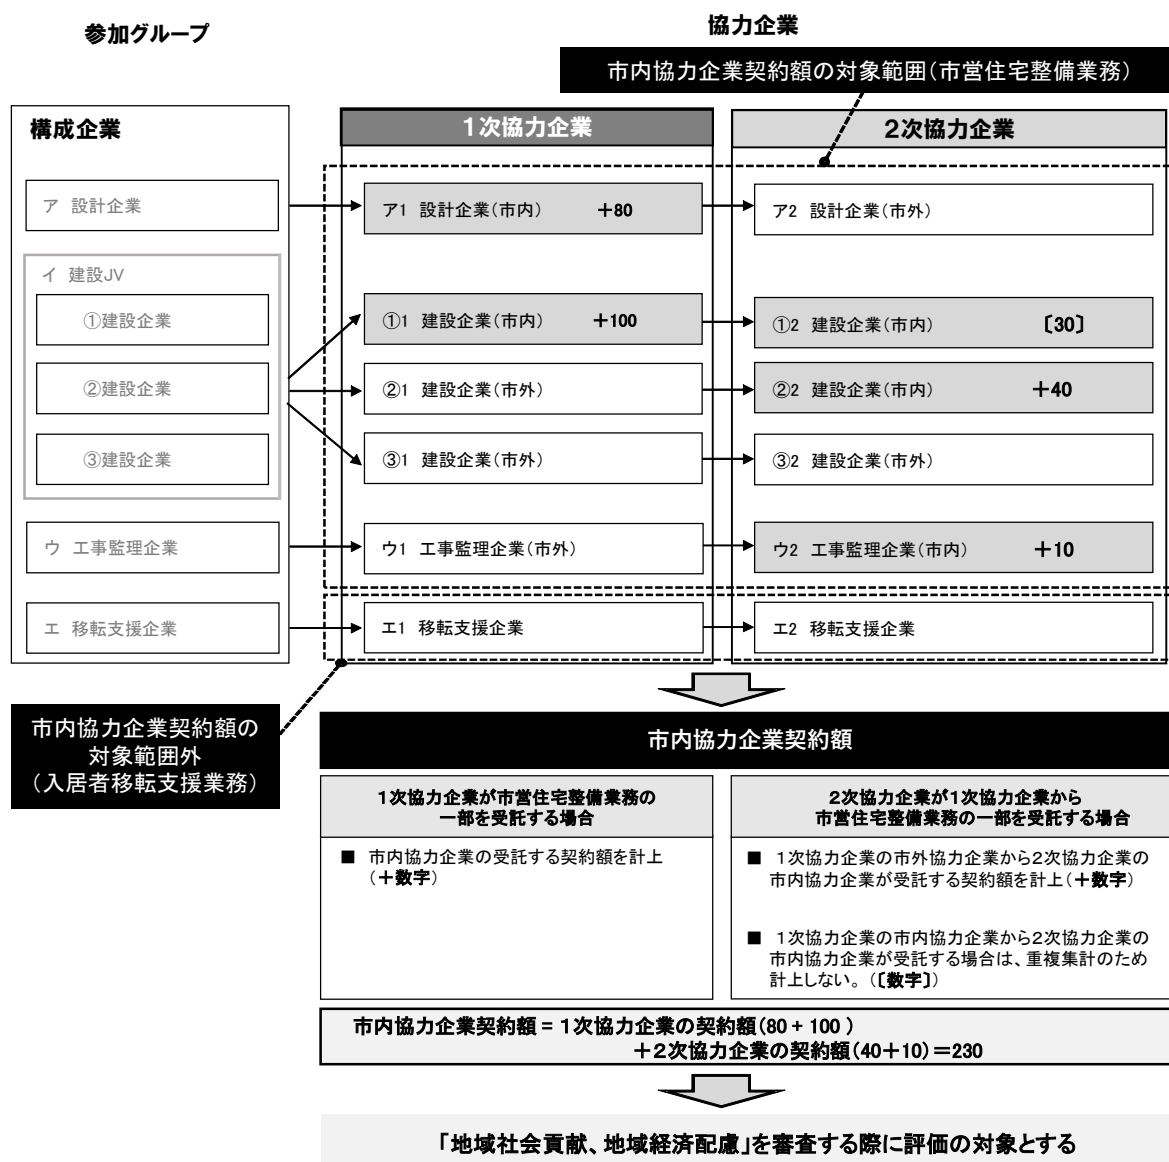 参加グループ
協力企業
市内協力企業契約額の対象範囲（市営住宅整備業務）
構成企業
1次協力企業
2次協力企業
ア 設計企業
ア1 設計企業（市内） ＋80
ア2 設計企業（市外）
イ 建設JV
①建設企業
①1 建設企業（市内） ＋100
①2 建設企業（市内） 〔30〕
②建設企業
②1 建設企業（市外）
②2 建設企業（市内） ＋40
③建設企業
③1 建設企業（市外）
③2 建設企業（市外）
ウ 工事監理企業
ウ1 工事監理企業（市外）
ウ2 工事監理企業（市内） ＋10
エ 移転支援企業
エ1 移転支援企業
エ2 移転支援企業
市内協力企業契約額の
対象範囲外
（入居者移転支援業務）
市内協力企業契約額
1次協力企業が市営住宅整備業務の
一部を受託する場合
■ 市内協力企業の受託する契約額を計上
（＋数字）
2次協力企業が1次協力企業から
市営住宅整備業務の一部を受託する場合
■ 1次協力企業の市外協力企業から2次協力企業の
市内協力企業が受託する契約額を計上（＋数字）
■ 1次協力企業の市内協力企業から2次協力企業の
市内協力企業が受託する場合は、重複集計のため
計上しない。（〔数字〕）
市内協力企業契約額 = 1次協力企業の契約額（80 + 100 ）
＋2次協力企業の契約額（40＋10）＝230
「地域社会貢献、地域経済配慮」を審査する際に評価の対象とする